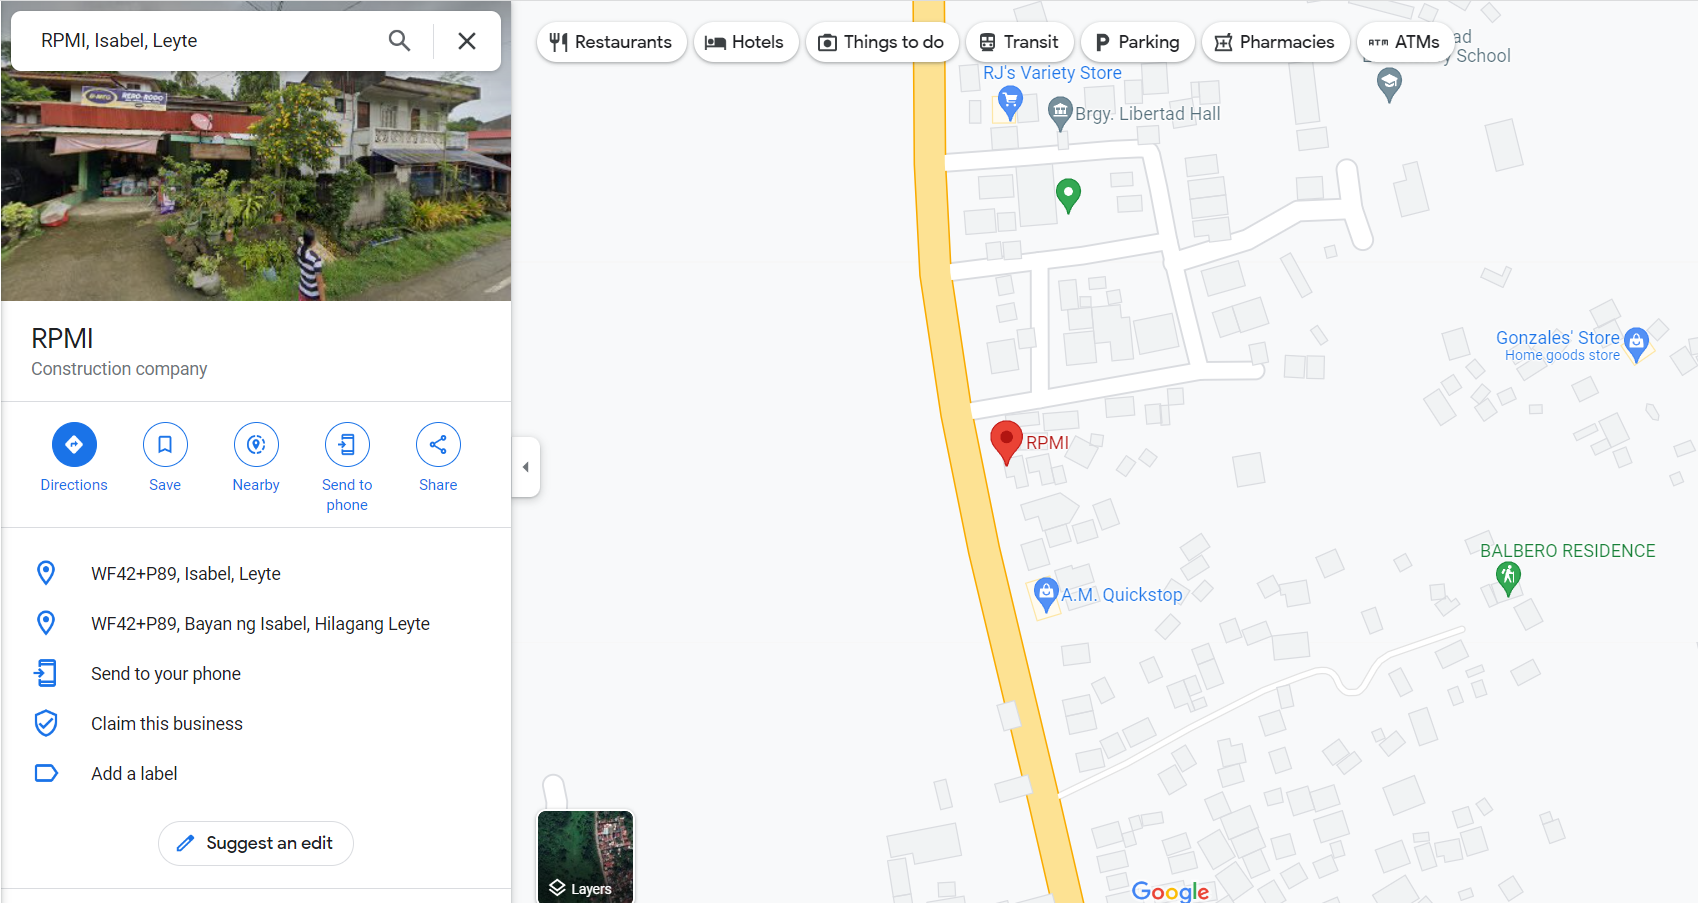 RPMI, Isabel, Leyte
RPMI
Construction company
Directions
Save
Nearby
Send to
phone
Share
WF42+P89, Isabel, Leyte
WF42+P89, Bayan ng Isabel, Hilagang Leyte
Send to your phone
Claim this business
Add a label
Suggest an edit
Restaurants
Hotels
Things to do
Transit
Parking
Pharmacies
ATM ATMs
ad
School
RJ's Variety Store
Brgy. Libertad Hall
Gonzales' Store
Home goods store
RPMI
BALBERO RESIDENCE
A.M. Quickstop
Layers
Google